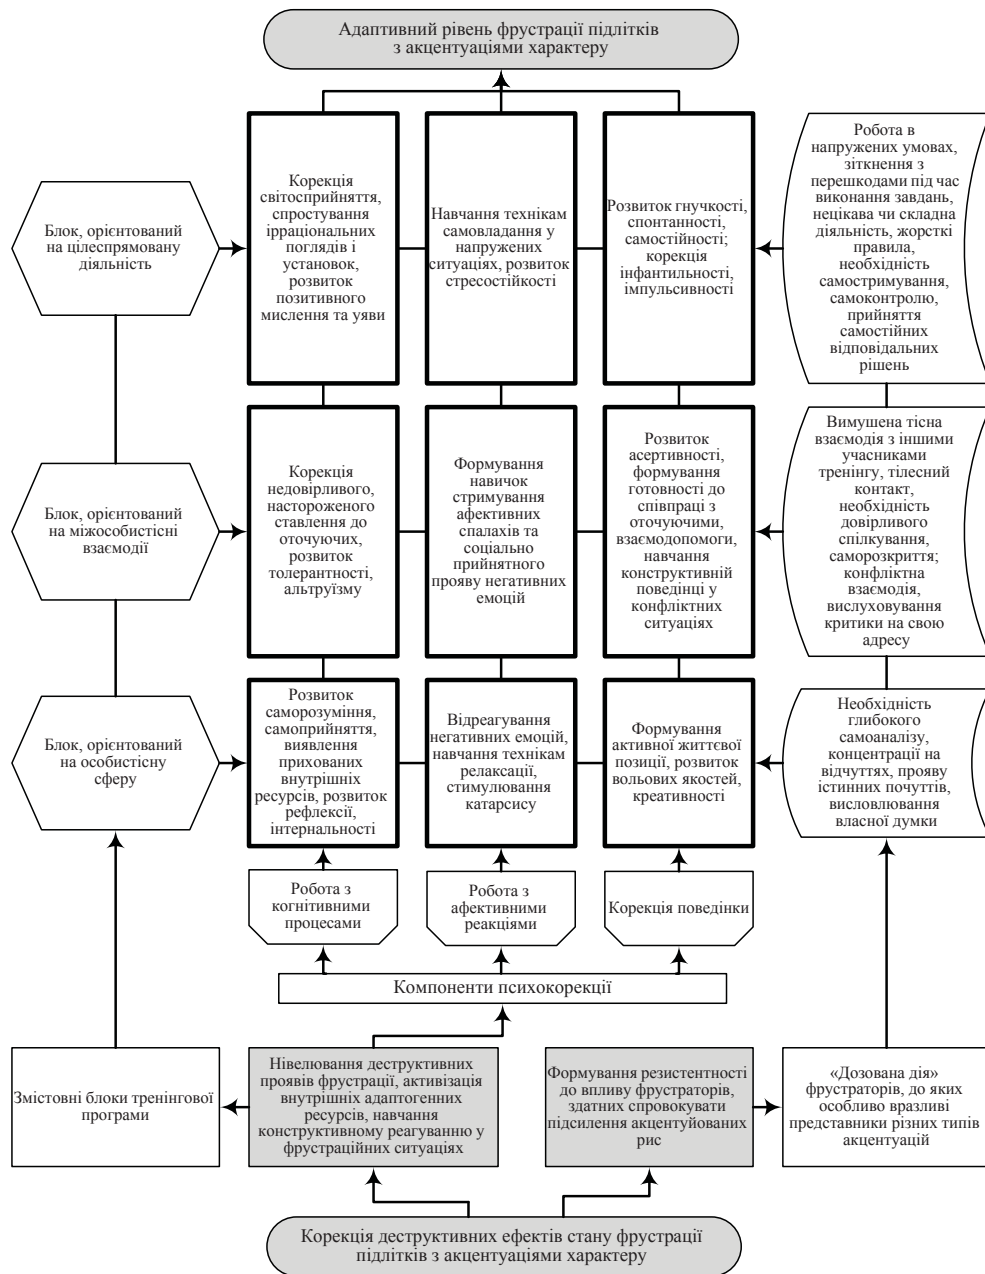 Адаптивний рівень фрустрації підлітків
з акцентуаціями характеру
Блок, орієнтований
на цілеспрямовану
діяльність
Корекція
світосприйняття,
спростування
ірраціональних
поглядів і
установок,
розвиток
позитивного
мислення та уяви
Навчання технікам
самовладання у
напружених
ситуаціях, розвиток
стресостійкості
Розвиток гнучкості,
спонтанності,
самостійності;
корекція
інфантильності,
імпульсивності
Робота в
напружених умовах,
зіткнення з
перешкодами під час
виконання завдань,
нецікава чи складна
діяльність, жорсткі
правила,
необхідність
самостримування,
самоконтролю,
прийняття
самостійних
відповідальних
рішень
Блок, орієнтований
на міжособистісні
взаємодії
Корекція
недовірливого,
настороженого
ставлення до
оточуючих,
розвиток
толерантності,
альтруїзму
Формування
навичок
стримування
афективних
спалахів та
соціально
прийнятного
прояву негативних
емоцій
Розвиток
асертивності,
формування
готовності до
співпраці з
оточуючими,
взаємодопомоги,
навчання
конструктивній
поведінці у
конфліктних
ситуаціях
Вимушена тісна
взаємодія з іншими
учасниками
тренінгу, тілесний
контакт,
необхідність
довірливого
спілкування,
саморозкриття;
конфліктна
взаємодія,
вислуховування
критики на свою
адресу
Блок, орієнтований
на особистісну
сферу
Розвиток
саморозуміння,
самоприйняття,
виявлення
прихованих
внутрішніх
ресурсів, розвиток
рефлексії,
інтернальності
Відреагування
негативних емоцій,
навчання технікам
релаксації,
стимулювання
катарсису
Формування
активної життєвої
позиції, розвиток
вольових якостей,
креативності
Необхідність
глибокого
самоаналізу,
концентрації на
відчуттях, прояву
істинних почуттів,
висловлювання
власної думки
Робота з
когнітивними
процесами
Робота з
афективними
реакціями
Корекція поведінки
Компоненти психокорекції
Змістовні блоки тренінгової
програми
Нівелювання деструктивних
проявів фрустрації, активізація
внутрішніх адаптогенних
ресурсів, навчання
конструктивному реагуванню у
фрустраційних ситуаціях
Формування резистентності
до впливу фрустраторів,
здатних спровокувати
підсилення акцентуйованих
рис
«Дозована дія»
фрустраторів, до яких
особливо вразливі
представники різних типів
акцентуацій
Корекція деструктивних ефектів стану фрустрації
підлітків з акцентуаціями характеру